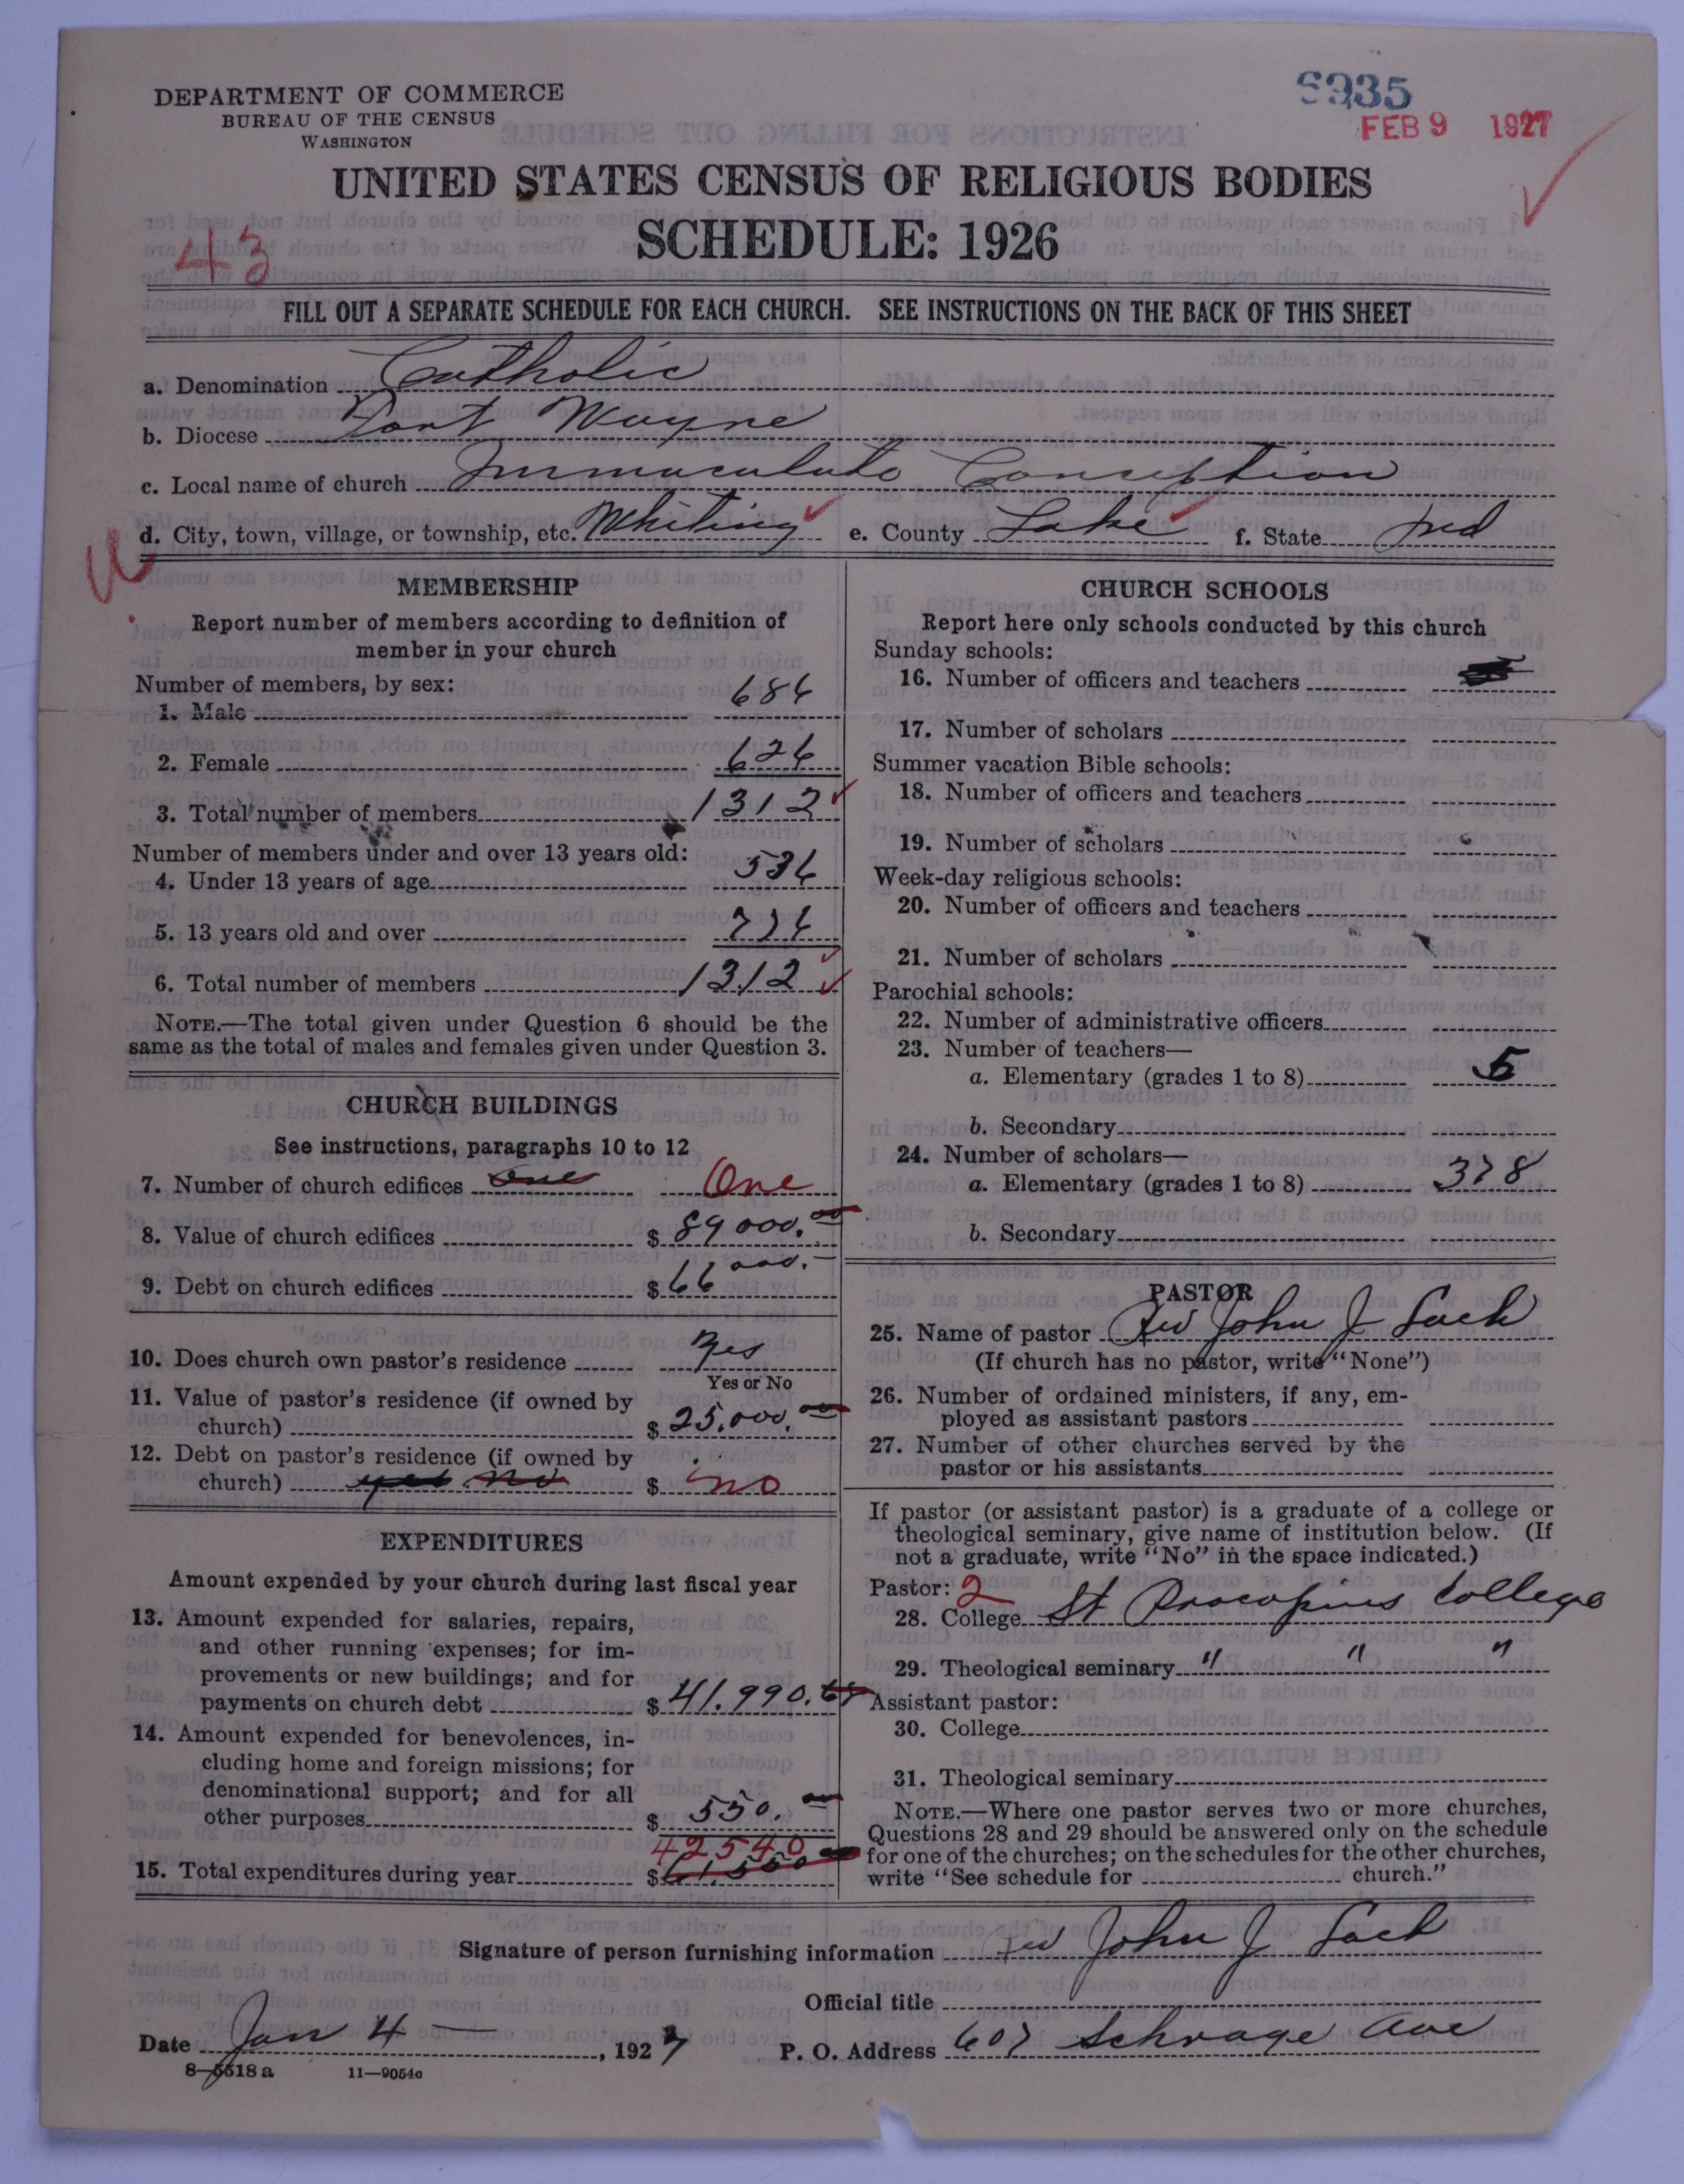 DEPARTMENT OF COMMERCE
BUREAU OF THE CENSUS
WASHINGTON
6935
FEB 9 1927
UNITED STATES CENSUS OF RELIGIOUS BODIES
SCHEDULE: 1926
43
FILL OUT A SEPARATE SCHEDULE FOR EACH CHURCH. SEE INSTRUCTIONS ON THE BACK OF THIS SHEET
a. Denomination Catholic
b. Diocese Fort Wayne
c. Local name of church Immaculate Conception
d. City, town, village, or township, etc. Whiting e. County Lake f. State Ind
MEMBERSHIP
Report number of members according to definition of
member in your church
Number of members, by sex:
1. Male 686
2. Female 626
3. Total number of members 1312
Number of members under and over 13 years old:
4. Under 13 years of age 536
5. 13 years old and over 776
6. Total number of members 1312
NOTE.—The total given under Question 6 should be the
same as the total of males and females given under Question 3.
CHURCH BUILDINGS
See instructions, paragraphs 10 to 12
7. Number of church edifices One One
8. Value of church edifices $ 89000.00
9. Debt on church edifices $ 66000.-
10. Does church own pastor's residence Yes
Yes or No
11. Value of pastor's residence (if owned by
church) $ 25.000.00
12. Debt on pastor's residence (if owned by
church) yes no $ no
EXPENDITURES
Amount expended by your church during last fiscal year
13. Amount expended for salaries, repairs,
and other running expenses; for im-
provements or new buildings; and for
payments on church debt $ 41.990.68
14. Amount expended for benevolences, in-
cluding home and foreign missions; for
denominational support; and for all
other purposes $ 550.00
42540
15. Total expenditures during year $ 61.550
CHURCH SCHOOLS
Report here only schools conducted by this church
Sunday schools:
16. Number of officers and teachers
17. Number of scholars
Summer vacation Bible schools:
18. Number of officers and teachers
19. Number of scholars
Week-day religious schools:
20. Number of officers and teachers
21. Number of scholars
Parochial schools:
22. Number of administrative officers
23. Number of teachers—
a. Elementary (grades 1 to 8) 5
b. Secondary
24. Number of scholars—
a. Elementary (grades 1 to 8) 378
b. Secondary
PASTOR
25. Name of pastor Rev John J Lach
(If church has no pastor, write "None")
26. Number of ordained ministers, if any, em-
ployed as assistant pastors
27. Number of other churches served by the
pastor or his assistants
If pastor (or assistant pastor) is a graduate of a college or
theological seminary, give name of institution below. (If
not a graduate, write "No" in the space indicated.)
Pastor: 2
28. College St Procopius College
29. Theological seminary " " "
Assistant pastor:
30. College
31. Theological seminary
NOTE.—Where one pastor serves two or more churches,
Questions 28 and 29 should be answered only on the schedule
for one of the churches; on the schedules for the other churches,
write "See schedule for church."
Signature of person furnishing information Rev John J Lach
Official title
Date Jan 4 — , 1927 P. O. Address 607 Schrage Ave
8—5518a 11—9054c